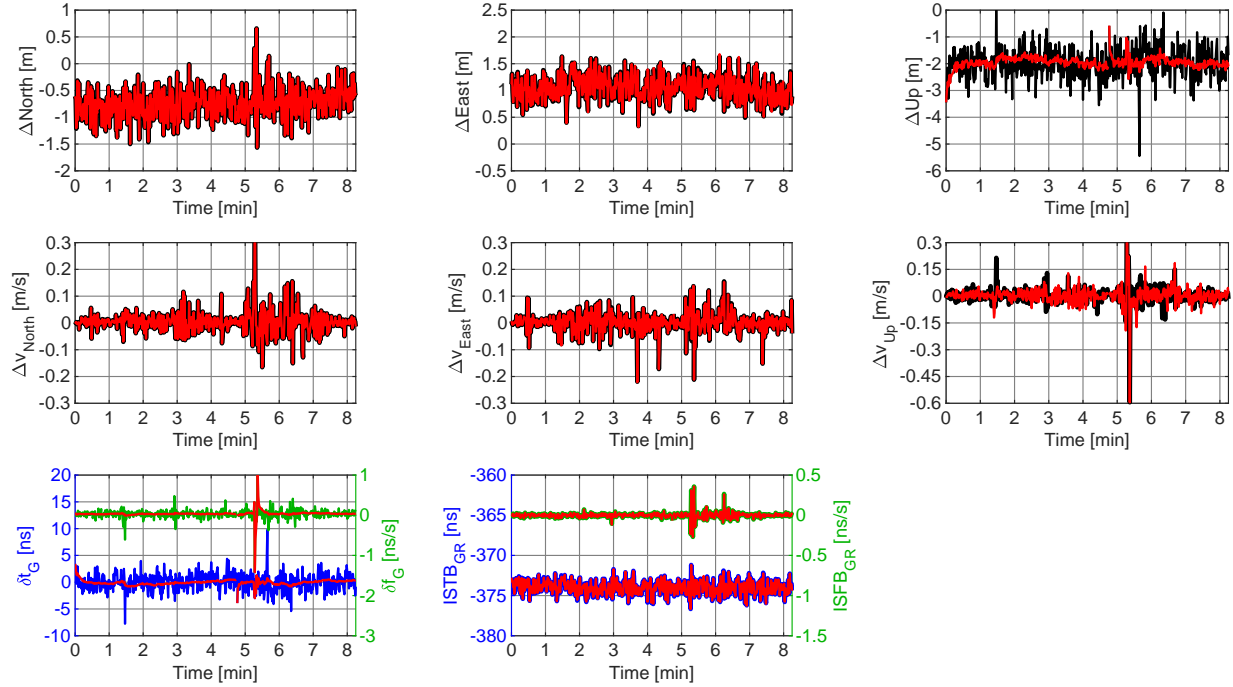 1
0.5
0
-0.5
-1
-1.5
-2
ΔNorth [m]
0 1 2 3 4 5 6 7 8
Time [min]
2.5
2
1.5
1
0.5
0
-0.5
ΔEast [m]
0 1 2 3 4 5 6 7 8
Time [min]
0
-1
-2
-3
-4
-5
-6
ΔUp [m]
0 1 2 3 4 5 6 7 8
Time [min]
0.3
0.2
0.1
0
-0.1
-0.2
-0.3
Δv_North [m/s]
0 1 2 3 4 5 6 7 8
Time [min]
0.3
0.2
0.1
0
-0.1
-0.2
-0.3
Δv_East [m/s]
0 1 2 3 4 5 6 7 8
Time [min]
0.3
0.15
0
-0.15
-0.3
-0.45
-0.6
Δv_Up [m/s]
0 1 2 3 4 5 6 7 8
Time [min]
20
15
10
5
0
-5
-10
δt_G [ns]
1
0
-1
-2
-3
δf_G [ns/s]
0 1 2 3 4 5 6 7 8
Time [min]
-360
-365
-370
-375
-380
ISTB_GR [ns]
0.5
0
-0.5
-1
-1.5
ISFB_GR [ns/s]
0 1 2 3 4 5 6 7 8
Time [min]